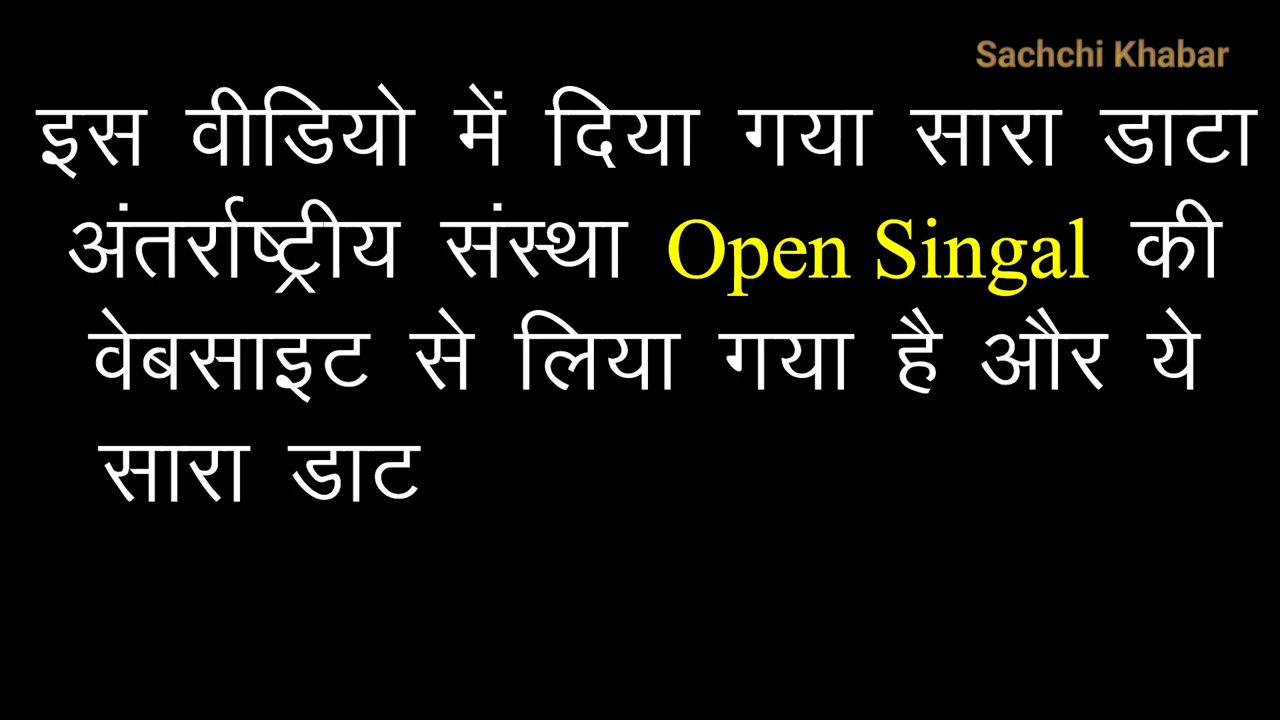 Sachchi Khabar
इस वीडियो में दिया गया सारा डाटा
अंतर्राष्ट्रीय संस्था Open Singal की
वेबसाइट से लिया गया है और ये
सारा डाट